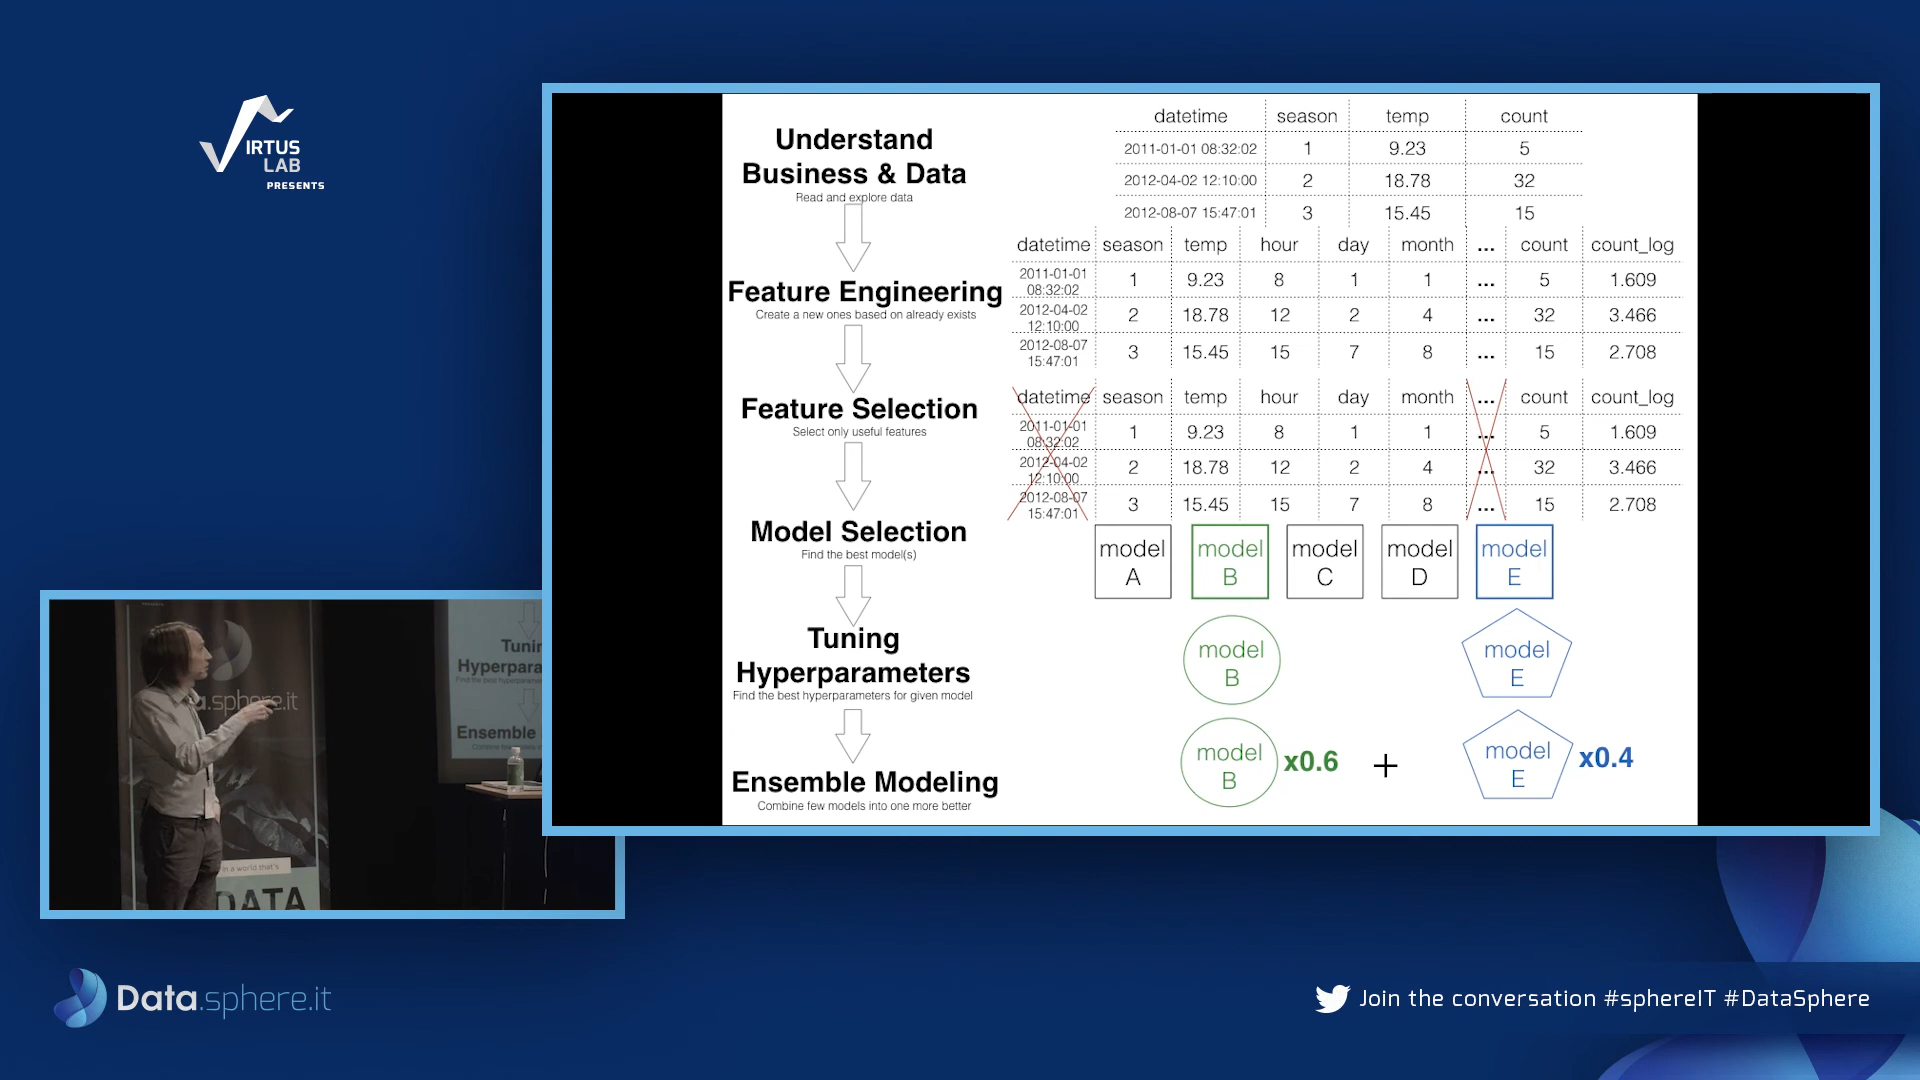 VIRTUS
LAB
PRESENTS
Understand
Business & Data
Read and explore data
Feature Engineering
Create a new ones based on already exists
Feature Selection
Select only useful features
Model Selection
Find the best model(s)
Tuning
Hyperparameters
Find the best hyperparameters for given model
Ensemble Modeling
Combine few models into one more better
datetime season temp count
2011-01-01 08:32:02 1 9.23 5
2012-04-02 12:10:00 2 18.78 32
2012-08-07 15:47:01 3 15.45 15
datetime season temp hour day month ... count count_log
2011-01-01
08:32:02 1 9.23 8 1 1 ... 5 1.609
2012-04-02
12:10:00 2 18.78 12 2 4 ... 32 3.466
2012-08-07
15:47:01 3 15.45 15 7 8 ... 15 2.708
datetime season temp hour day month ... count count_log
2011-01-01
08:32:02 1 9.23 8 1 1 ... 5 1.609
2012-04-02
12:10:00 2 18.78 12 2 4 ... 32 3.466
2012-08-07
15:47:01 3 15.45 15 7 8 ... 15 2.708
model
A
model
B
model
C
model
D
model
E
model
B
model
E
model
B
x0.6
+
model
E
x0.4
a.sphere.it
Tunin
Hyperpara
Ensemble
in a world that's
DATA
Data.sphere.it
Join the conversation #sphereIT #DataSphere